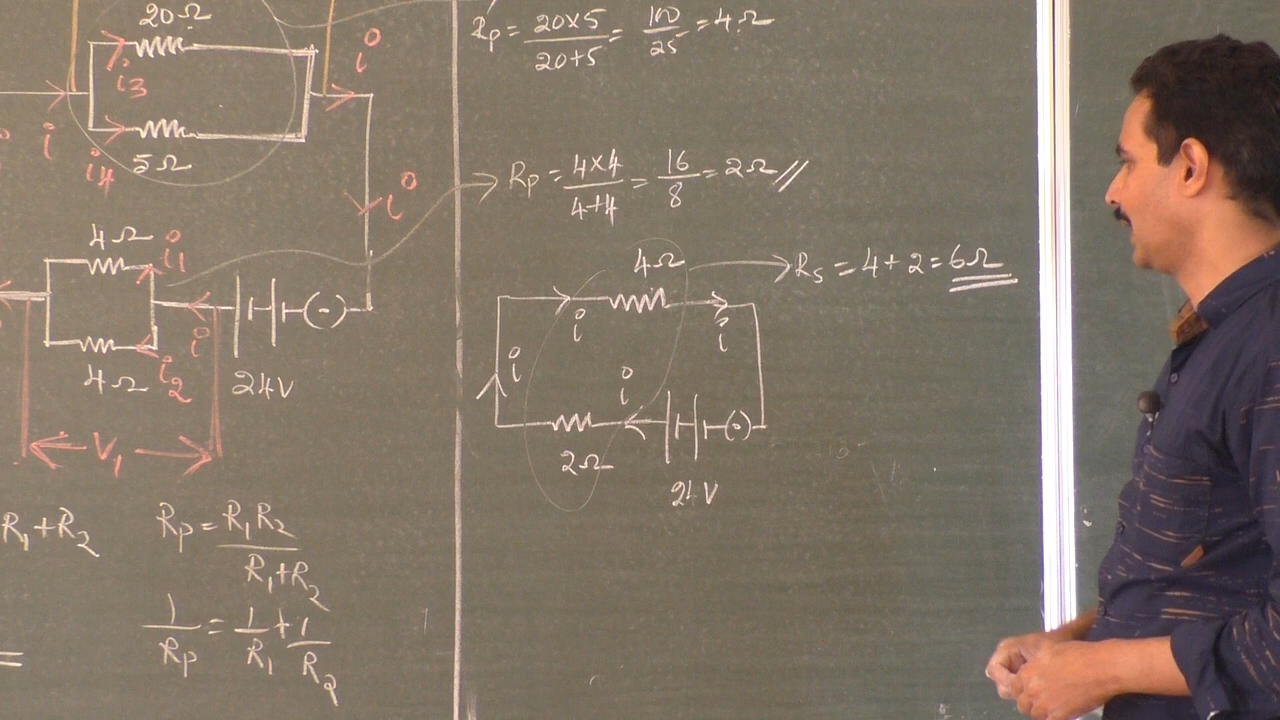 20Ω
i
i3
i
i4
5Ω
i
4Ω
i1
i
4Ω
i2
24V
V1
R1+R2
Rp = R1R2 / R1+R2
1/Rp = 1/R1 + 1/R2
Rp = 20×5 / 20+5 = 100/25 = 4Ω
Rp = 4×4 / 4+4 = 16/8 = 2Ω //
4Ω
Rs = 4+2 = 6Ω
i
i
i
i
2Ω
24V